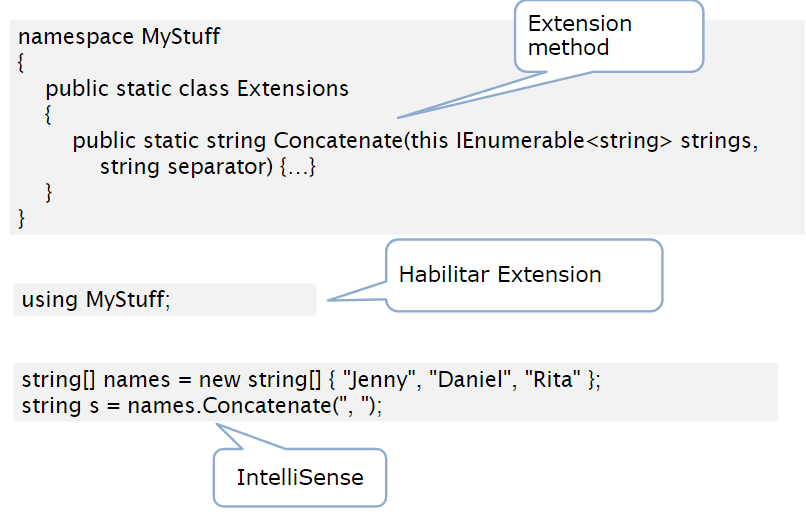 Extension
method
namespace MyStuff
{
public static class Extensions
{
public static string Concatenate(this IEnumerable<string> strings,
string separator) {...}
}
}
Habilitar Extension
using MyStuff;
string[] names = new string[] { "Jenny", "Daniel", "Rita" };
string s = names.Concatenate(", ");
IntelliSense